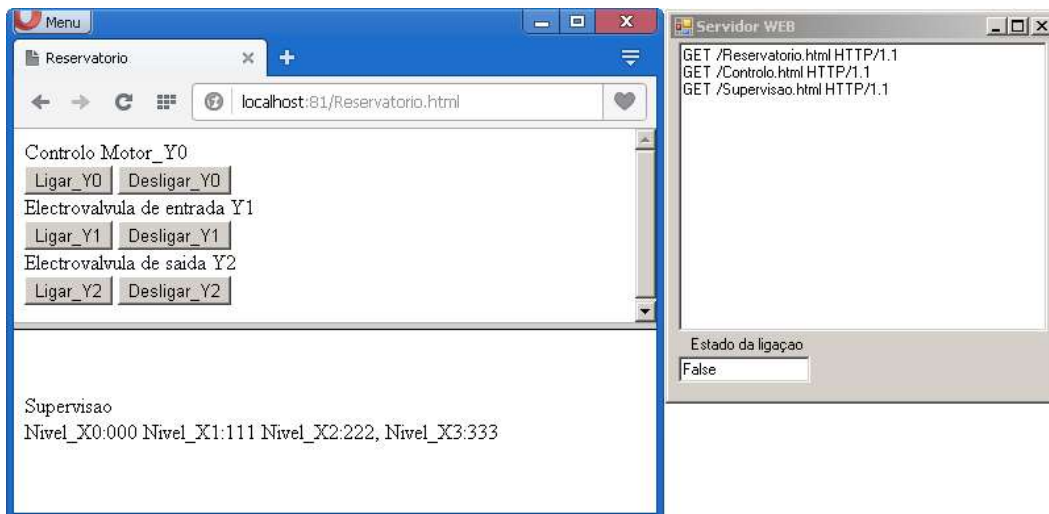 Menu
Reservatorio
localhost:81/Reservatorio.html
Controlo Motor_Y0
Ligar_Y0 Desligar_Y0
Electrovalvula de entrada Y1
Ligar_Y1 Desligar_Y1
Electrovalvula de saida Y2
Ligar_Y2 Desligar_Y2
Supervisao
Nivel_X0:000 Nivel_X1:111 Nivel_X2:222, Nivel_X3:333
Servidor WEB
GET /Reservatorio.html HTTP/1.1
GET /Controlo.html HTTP/1.1
GET /Supervisao.html HTTP/1.1
Estado da ligaçao
False